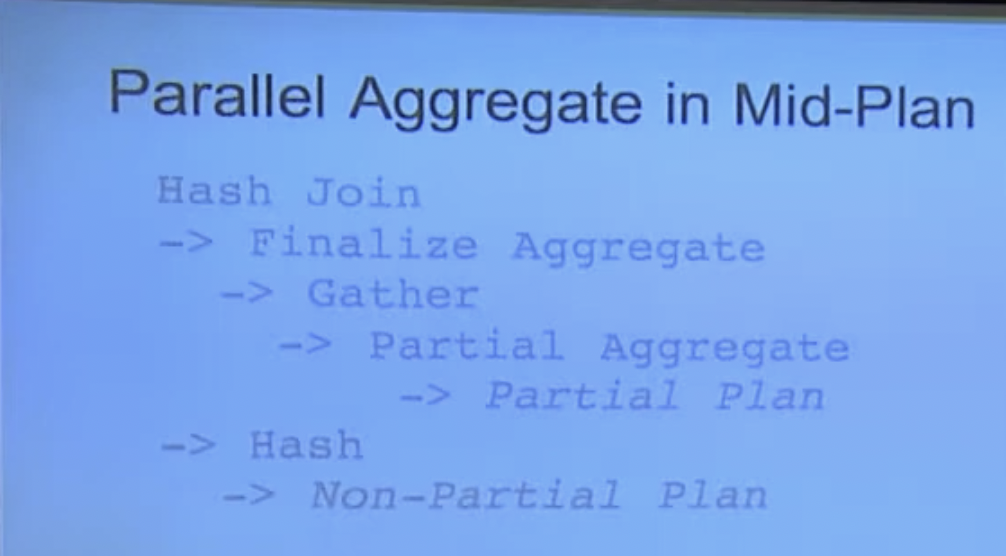 Parallel Aggregate in Mid-Plan
Hash Join
-> Finalize Aggregate
-> Gather
-> Partial Aggregate
-> Partial Plan
-> Hash
-> Non-Partial Plan